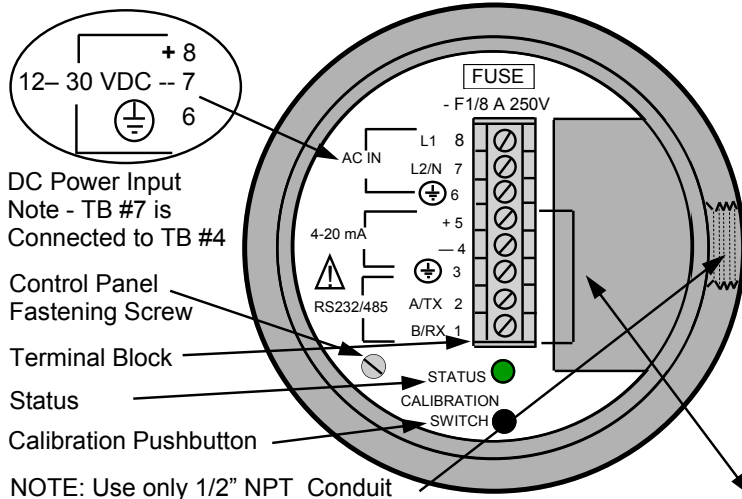 + 8
12– 30 VDC -- 7
6
DC Power Input
Note - TB #7 is
Connected to TB #4
Control Panel
Fastening Screw
Terminal Block
Status
Calibration Pushbutton
NOTE: Use only 1/2” NPT Conduit
FUSE
- F1/8 A 250V
L1 8
AC IN
L2/N 7
6
+ 5
4-20 mA
— 4
3
RS232/485
A/TX 2
B/RX 1
STATUS
CALIBRATION
SWITCH